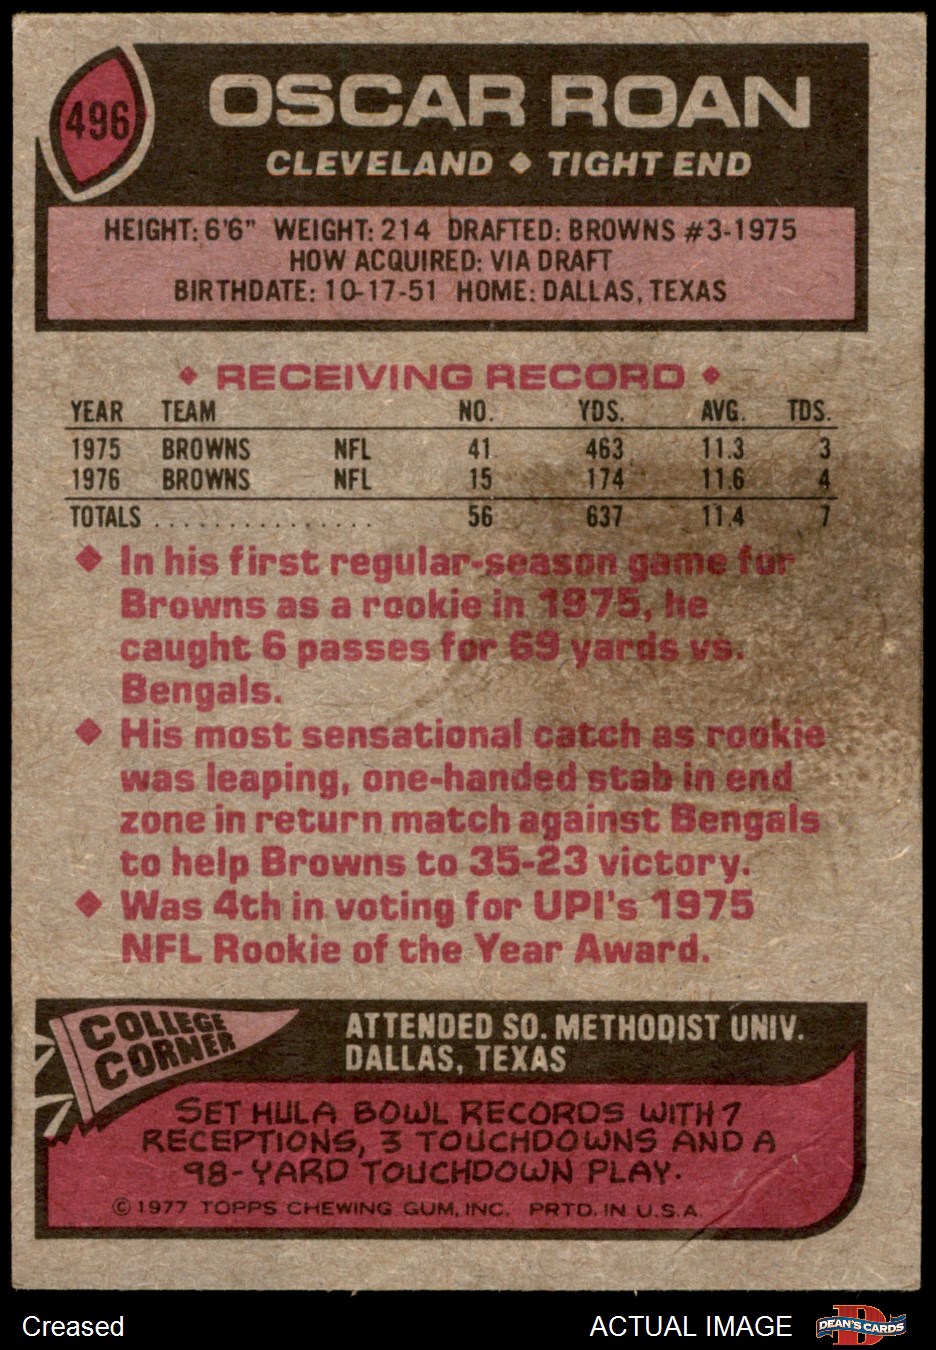 496
OSCAR ROAN
CLEVELAND ◆ TIGHT END
HEIGHT: 6'6" WEIGHT: 214 DRAFTED: BROWNS #3-1975
HOW ACQUIRED: VIA DRAFT
BIRTHDATE: 10-17-51 HOME: DALLAS, TEXAS
◆ RECEIVING RECORD ◆
YEAR TEAM NO. YDS. AVG. TDS.
1975 BROWNS NFL 41 463 11.3 3
1976 BROWNS NFL 15 174 11.6 4
TOTALS ................ 56 637 11.4 7
◆ In his first regular-season game for
Browns as a rookie in 1975, he
caught 6 passes for 69 yards vs.
Bengals.
◆ His most sensational catch as rookie
was leaping, one-handed stab in end
zone in return match against Bengals
to help Browns to 35-23 victory.
◆ Was 4th in voting for UPI's 1975
NFL Rookie of the Year Award.
COLLEGE
CORNER
ATTENDED SO. METHODIST UNIV.
DALLAS, TEXAS
SET HULA BOWL RECORDS WITH 7
RECEPTIONS, 3 TOUCHDOWNS AND A
98-YARD TOUCHDOWN PLAY.
© 1977 TOPPS CHEWING GUM, INC. PRTD. IN U.S.A.
Creased
ACTUAL IMAGE
DEAN'S CARDS